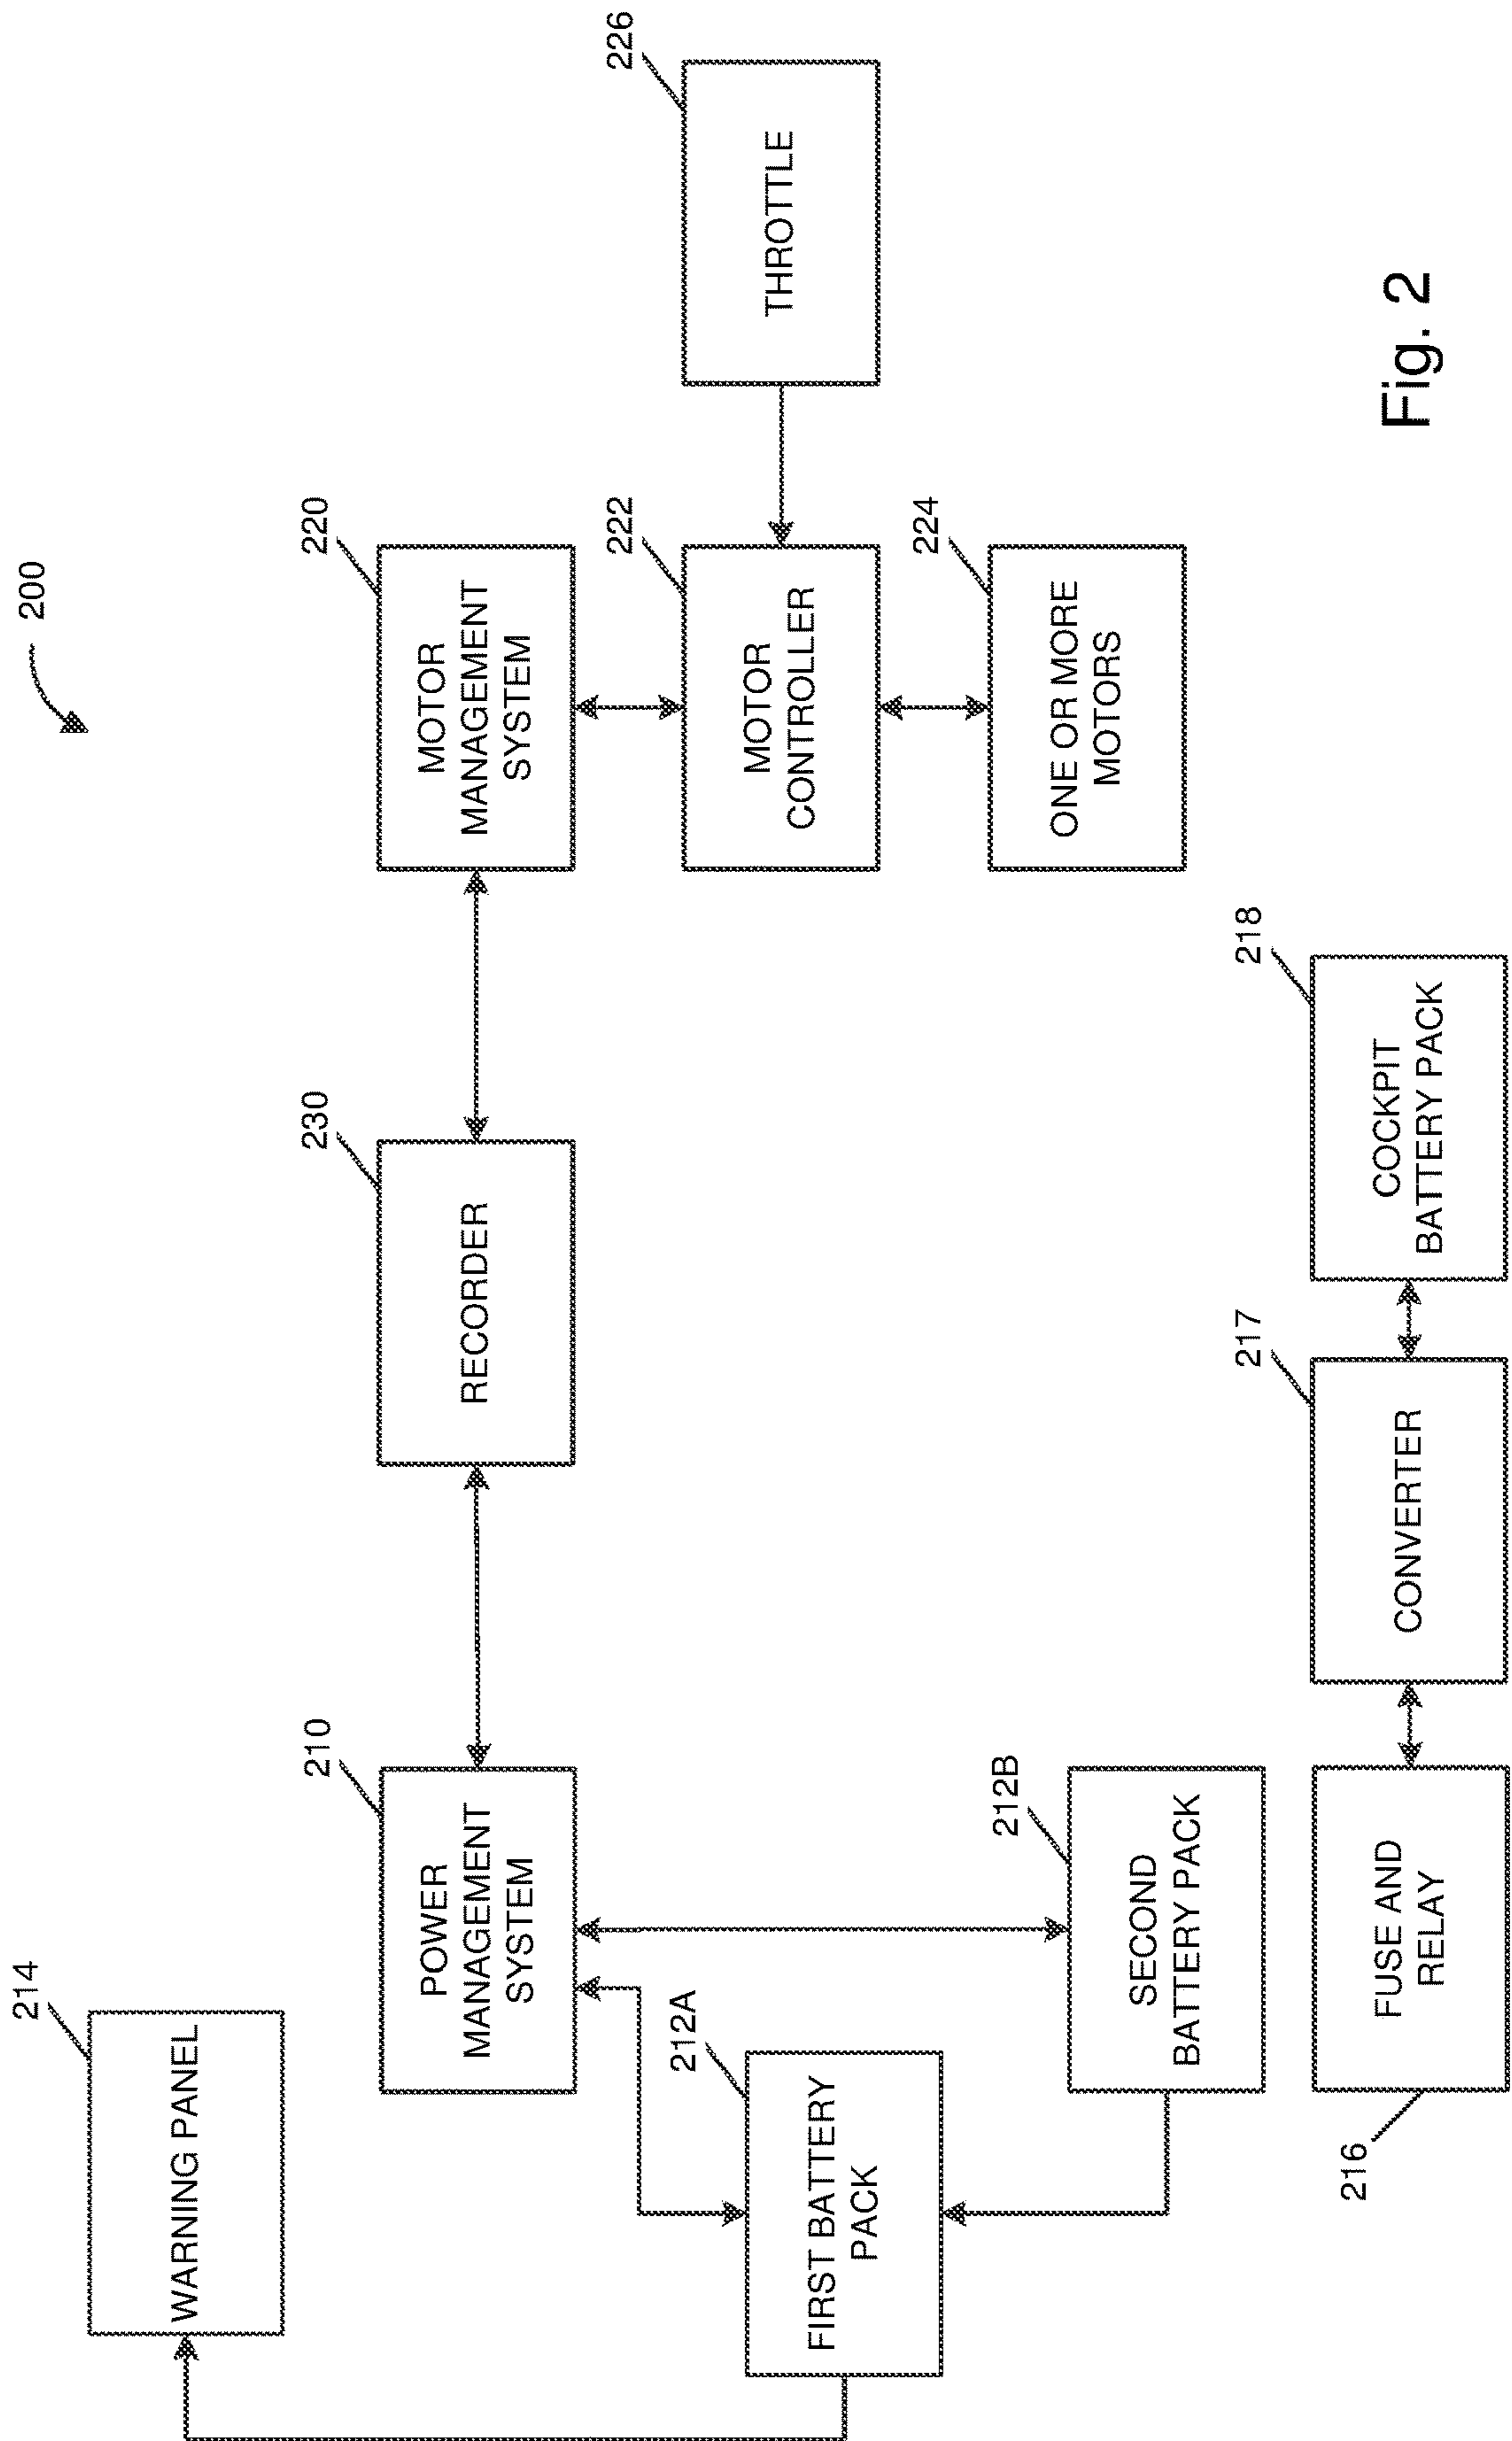 200
214
WARNING PANEL
210
POWER
MANAGEMENT
SYSTEM
230
RECORDER
220
MOTOR
MANAGEMENT
SYSTEM
212A
FIRST BATTERY
PACK
222
MOTOR
CONTROLLER
226
THROTTLE
212B
SECOND
BATTERY PACK
224
ONE OR MORE
MOTORS
216
FUSE AND
RELAY
217
CONVERTER
218
COCKPIT
BATTERY PACK
Fig. 2